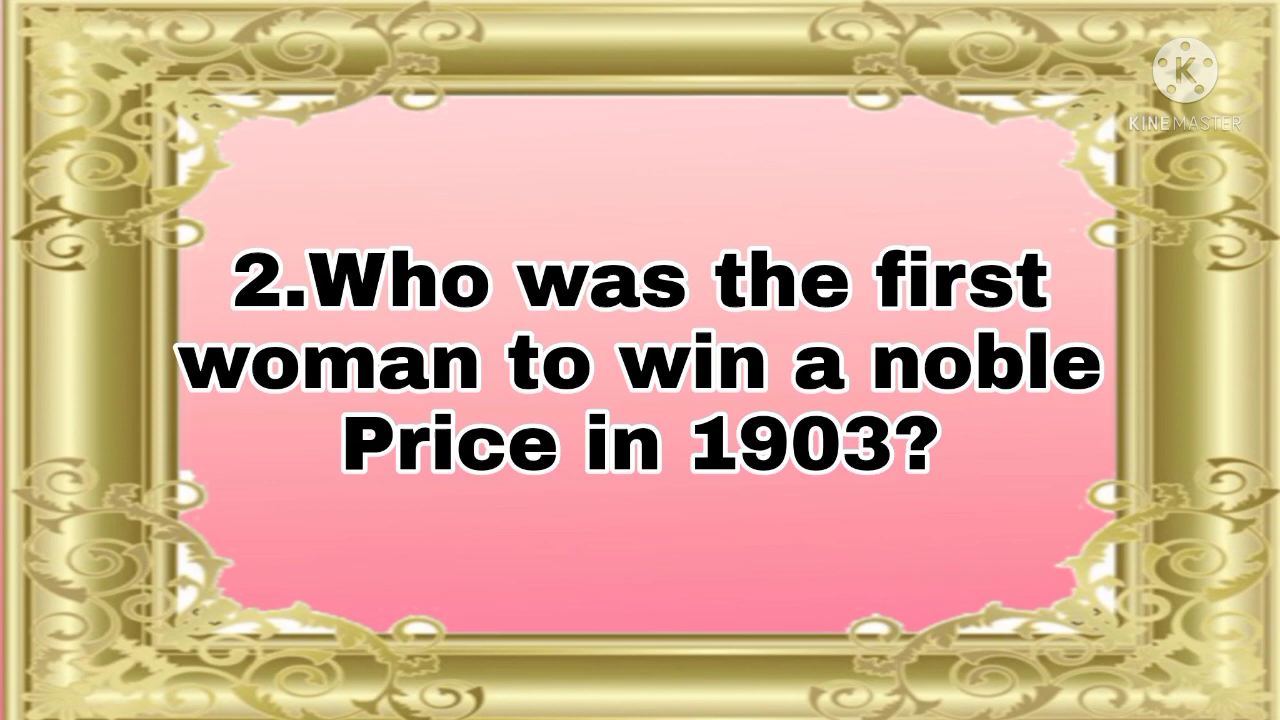 K
KINEMASTER
2.Who was the first
woman to win a noble
Price in 1903?